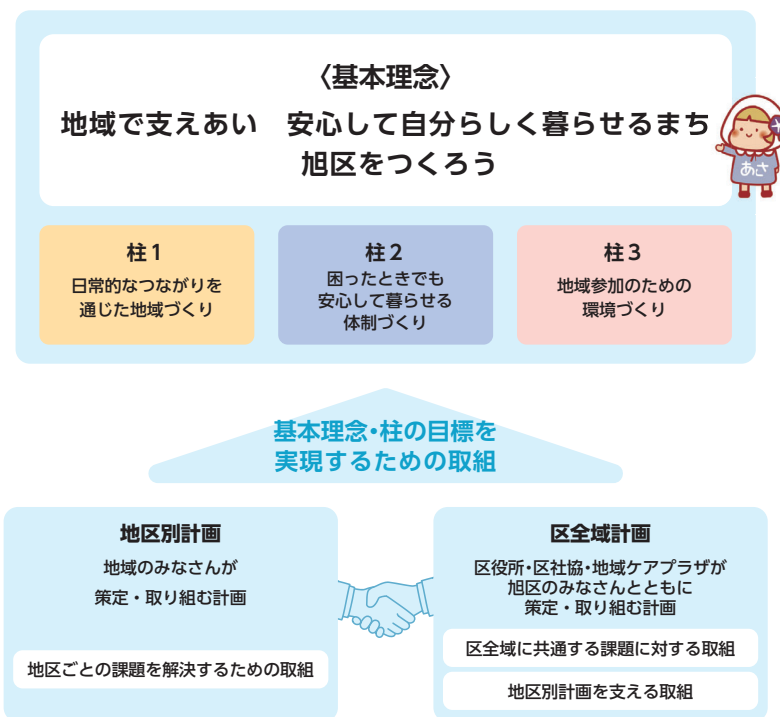 〈基本理念〉
地域で支えあい　安心して自分らしく暮らせるまち
旭区をつくろう
あさ
柱1
日常的なつながりを
通じた地域づくり
柱2
困ったときでも
安心して暮らせる
体制づくり
柱3
地域参加のための
環境づくり
基本理念・柱の目標を
実現するための取組
地区別計画
地域のみなさんが
策定・取り組む計画
地区ごとの課題を解決するための取組
区全域計画
区役所・区社協・地域ケアプラザが
旭区のみなさんとともに
策定・取り組む計画
区全域に共通する課題に対する取組
地区別計画を支える取組